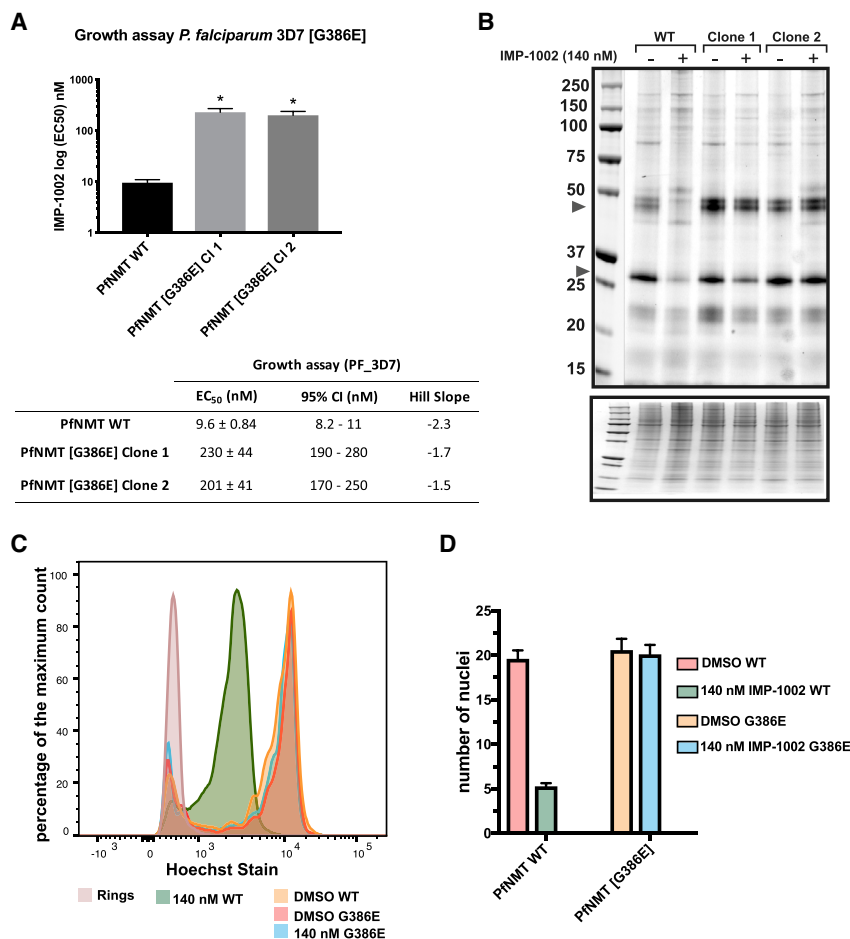 A
Growth assay P. falciparum 3D7 [G386E]
IMP-1002 log (EC50) nM
1000
100
10
1
*
*
PfNMT WT
PfNMT [G386E] Cl 1
PfNMT [G386E] Cl 2
Growth assay (PF_3D7)
EC50 (nM) 95% CI (nM) Hill Slope
PfNMT WT 9.6 ± 0.84 8.2 - 11 -2.3
PfNMT [G386E] Clone 1 230 ± 44 190 - 280 -1.7
PfNMT [G386E] Clone 2 201 ± 41 170 - 250 -1.5
B
WT Clone 1 Clone 2
IMP-1002 (140 nM) - + - + - +
250
150
100
75
50
37
25
20
15
C
percentage of the maximum count
100
80
60
40
20
0
-10 3 0 10 3 10 4 10 5
Hoechst Stain
Rings
140 nM WT
DMSO WT
DMSO G386E
140 nM G386E
D
number of nuclei
25
20
15
10
5
0
PfNMT WT
PfNMT [G386E]
DMSO WT
140 nM IMP-1002 WT
DMSO G386E
140 nM IMP-1002 G386E